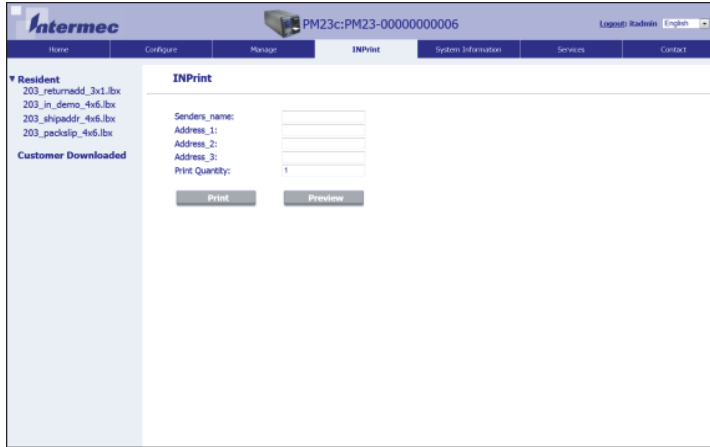 Intermec
PM23c:PM23-00000000006
Logout: itadmin English
Home Configure Manage INPrint System Information Services Contact
Resident
203_returnadd_3x1.lbx
203_in_demo_4x6.lbx
203_shipaddr_4x6.lbx
203_packslip_4x6.lbx
Customer Downloaded
INPrint
Senders_name:
Address_1:
Address_2:
Address_3:
Print Quantity: 1
Print Preview